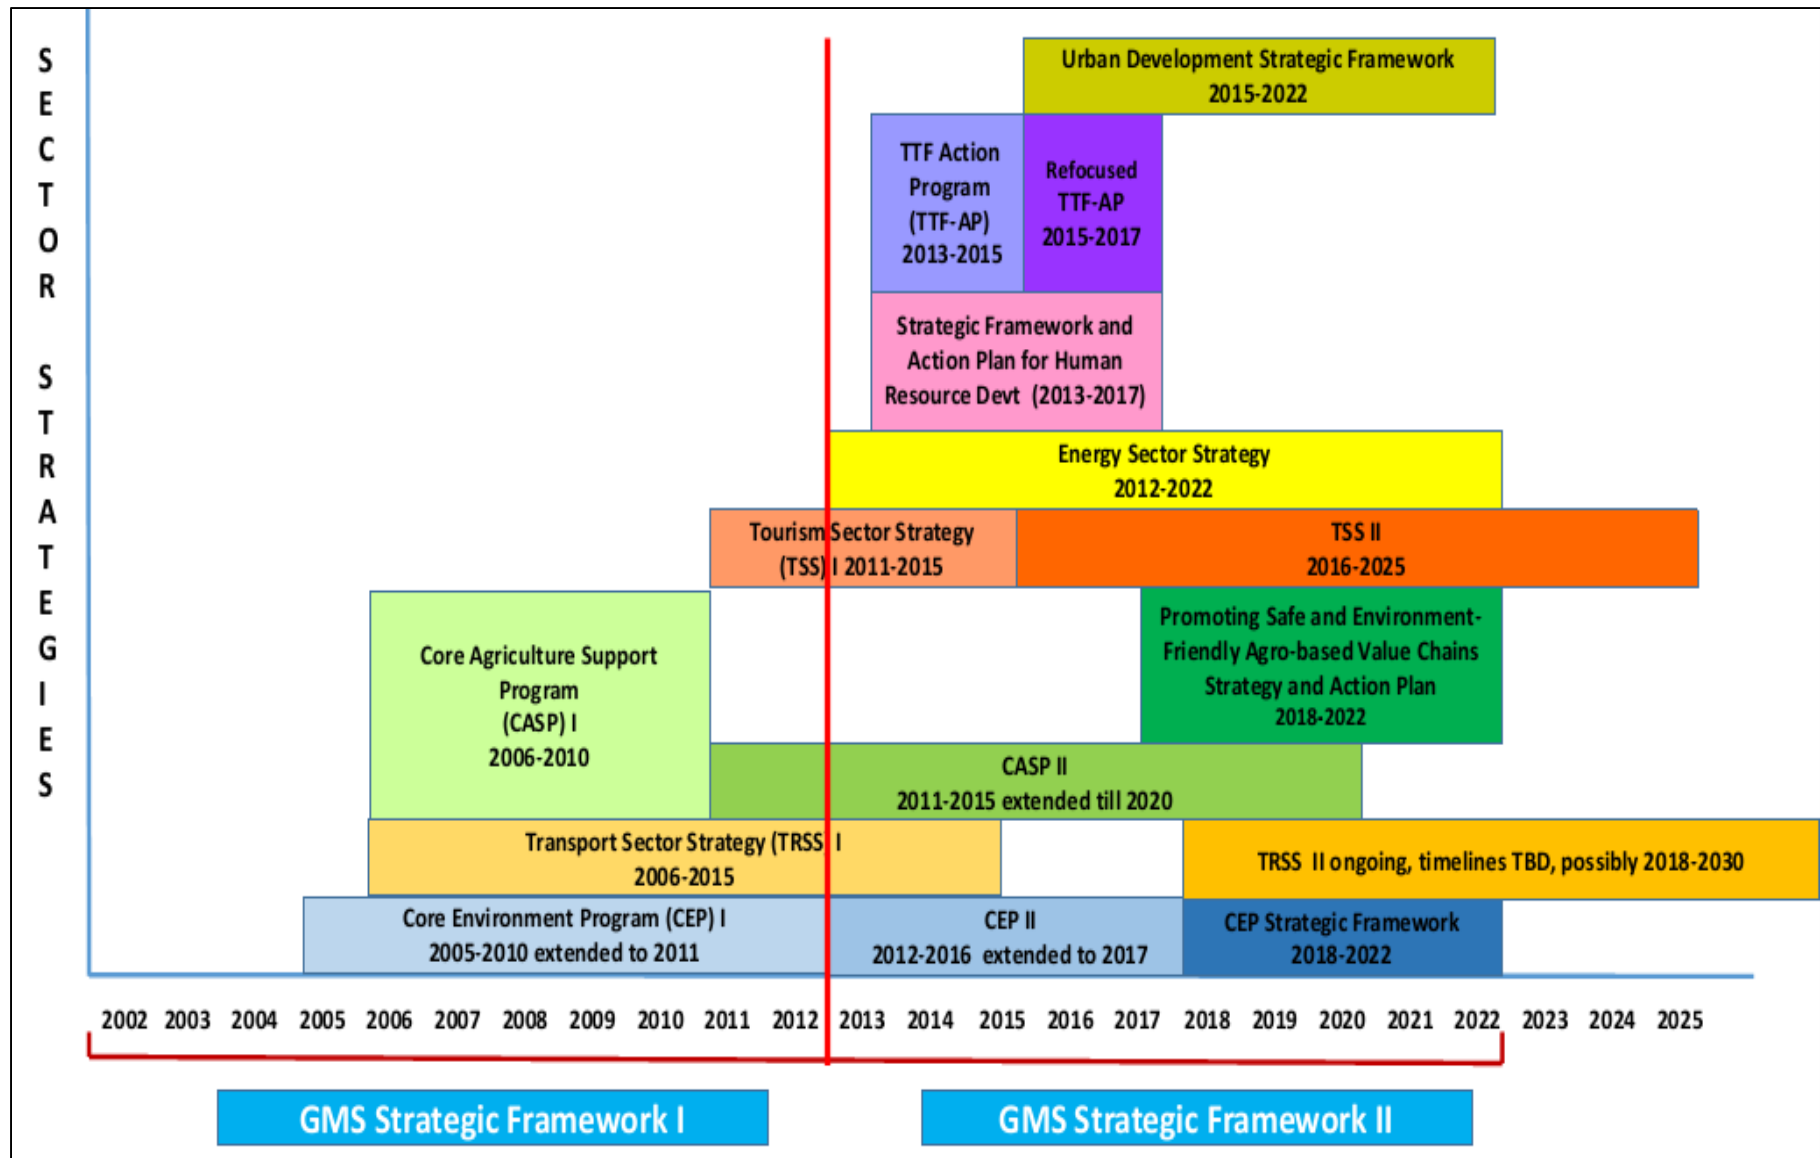 SECTOR STRATEGIES
Urban Development Strategic Framework
2015-2022
TTF Action
Program
(TTF-AP)
2013-2015
Refocused
TTF-AP
2015-2017
Strategic Framework and
Action Plan for Human
Resource Devt (2013-2017)
Energy Sector Strategy
2012-2022
Tourism Sector Strategy
(TSS) I 2011-2015
TSS II
2016-2025
Core Agriculture Support
Program
(CASP) I
2006-2010
Promoting Safe and Environment-
Friendly Agro-based Value Chains
Strategy and Action Plan
2018-2022
CASP II
2011-2015 extended till 2020
Transport Sector Strategy (TRSS) I
2006-2015
TRSS II ongoing, timelines TBD, possibly 2018-2030
Core Environment Program (CEP) I
2005-2010 extended to 2011
CEP II
2012-2016 extended to 2017
CEP Strategic Framework
2018-2022
2002 2003 2004 2005 2006 2007 2008 2009 2010 2011 2012 2013 2014 2015 2016 2017 2018 2019 2020 2021 2022 2023 2024 2025
GMS Strategic Framework I
GMS Strategic Framework II